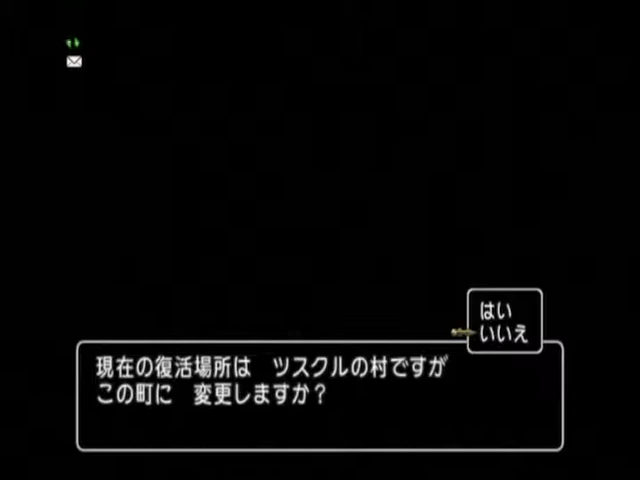 はい
いいえ
現在の復活場所は　ツスクルの村ですが
この町に　変更しますか？